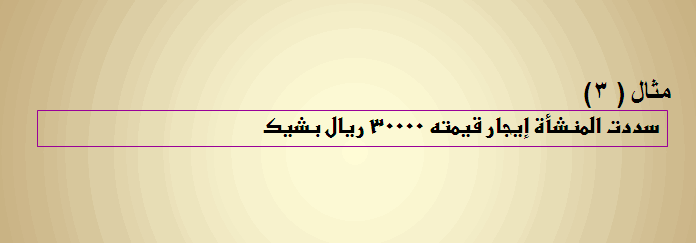 مثال ( ٣ )
سددت المنشأة إيجار قيمته ٣٠٠٠٠ ريال بشيك